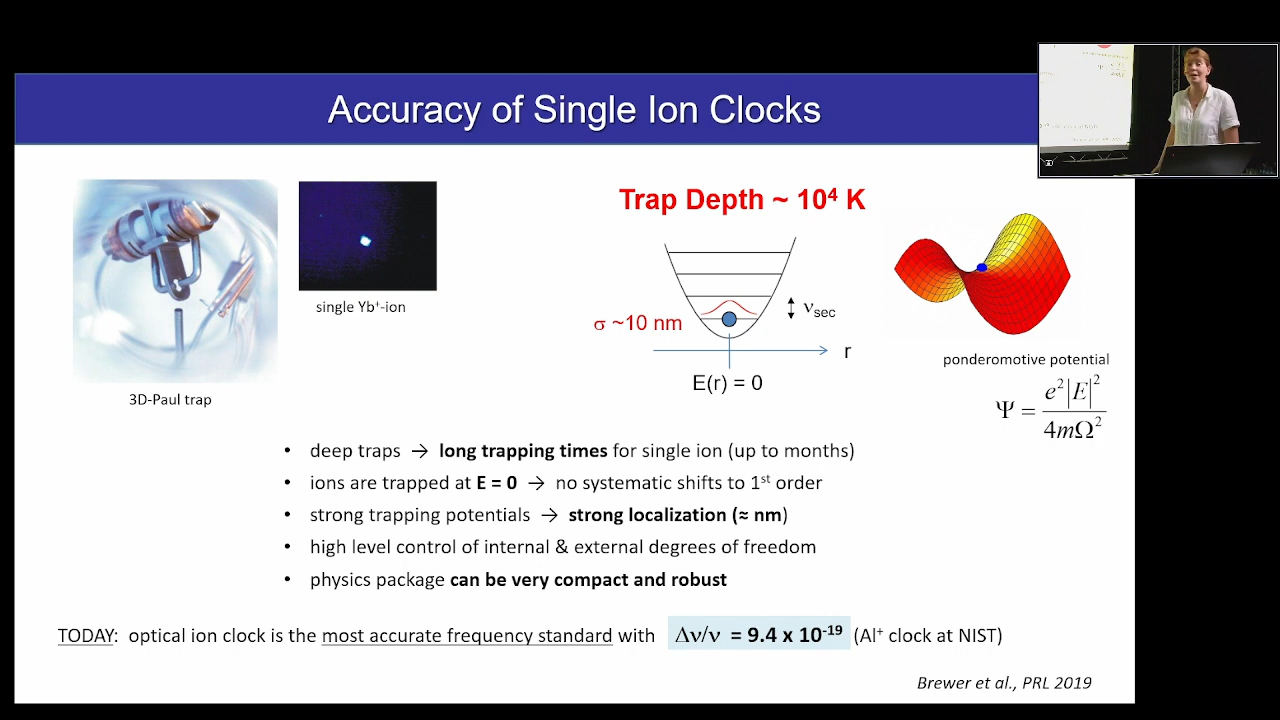 Accuracy of Single Ion Clocks
Trap Depth ~ 10⁴ K
single Yb⁺-ion
νsec
σ ~10 nm
r
E(r) = 0
3D-Paul trap
ponderomotive potential
Ψ = e²|E|² / 4mΩ²
• deep traps → long trapping times for single ion (up to months)
• ions are trapped at E = 0 → no systematic shifts to 1st order
• strong trapping potentials → strong localization (≈ nm)
• high level control of internal & external degrees of freedom
• physics package can be very compact and robust
TODAY: optical ion clock is the most accurate frequency standard with Δν/ν = 9.4 x 10⁻¹⁹ (Al⁺ clock at NIST)
Brewer et al., PRL 2019